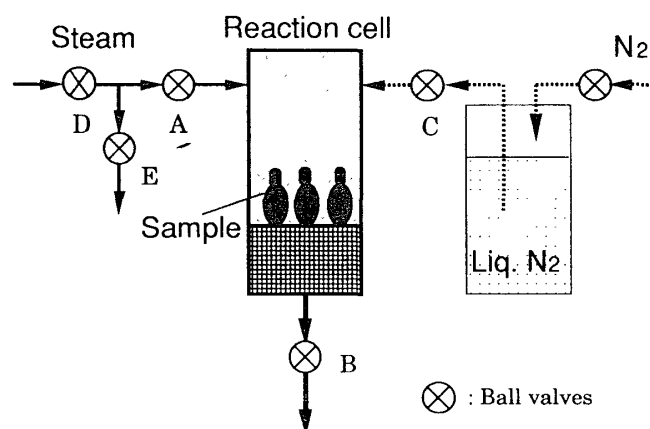 Steam
Reaction cell
N2
D
A
C
E
Sample
Liq. N2
B
: Ball valves